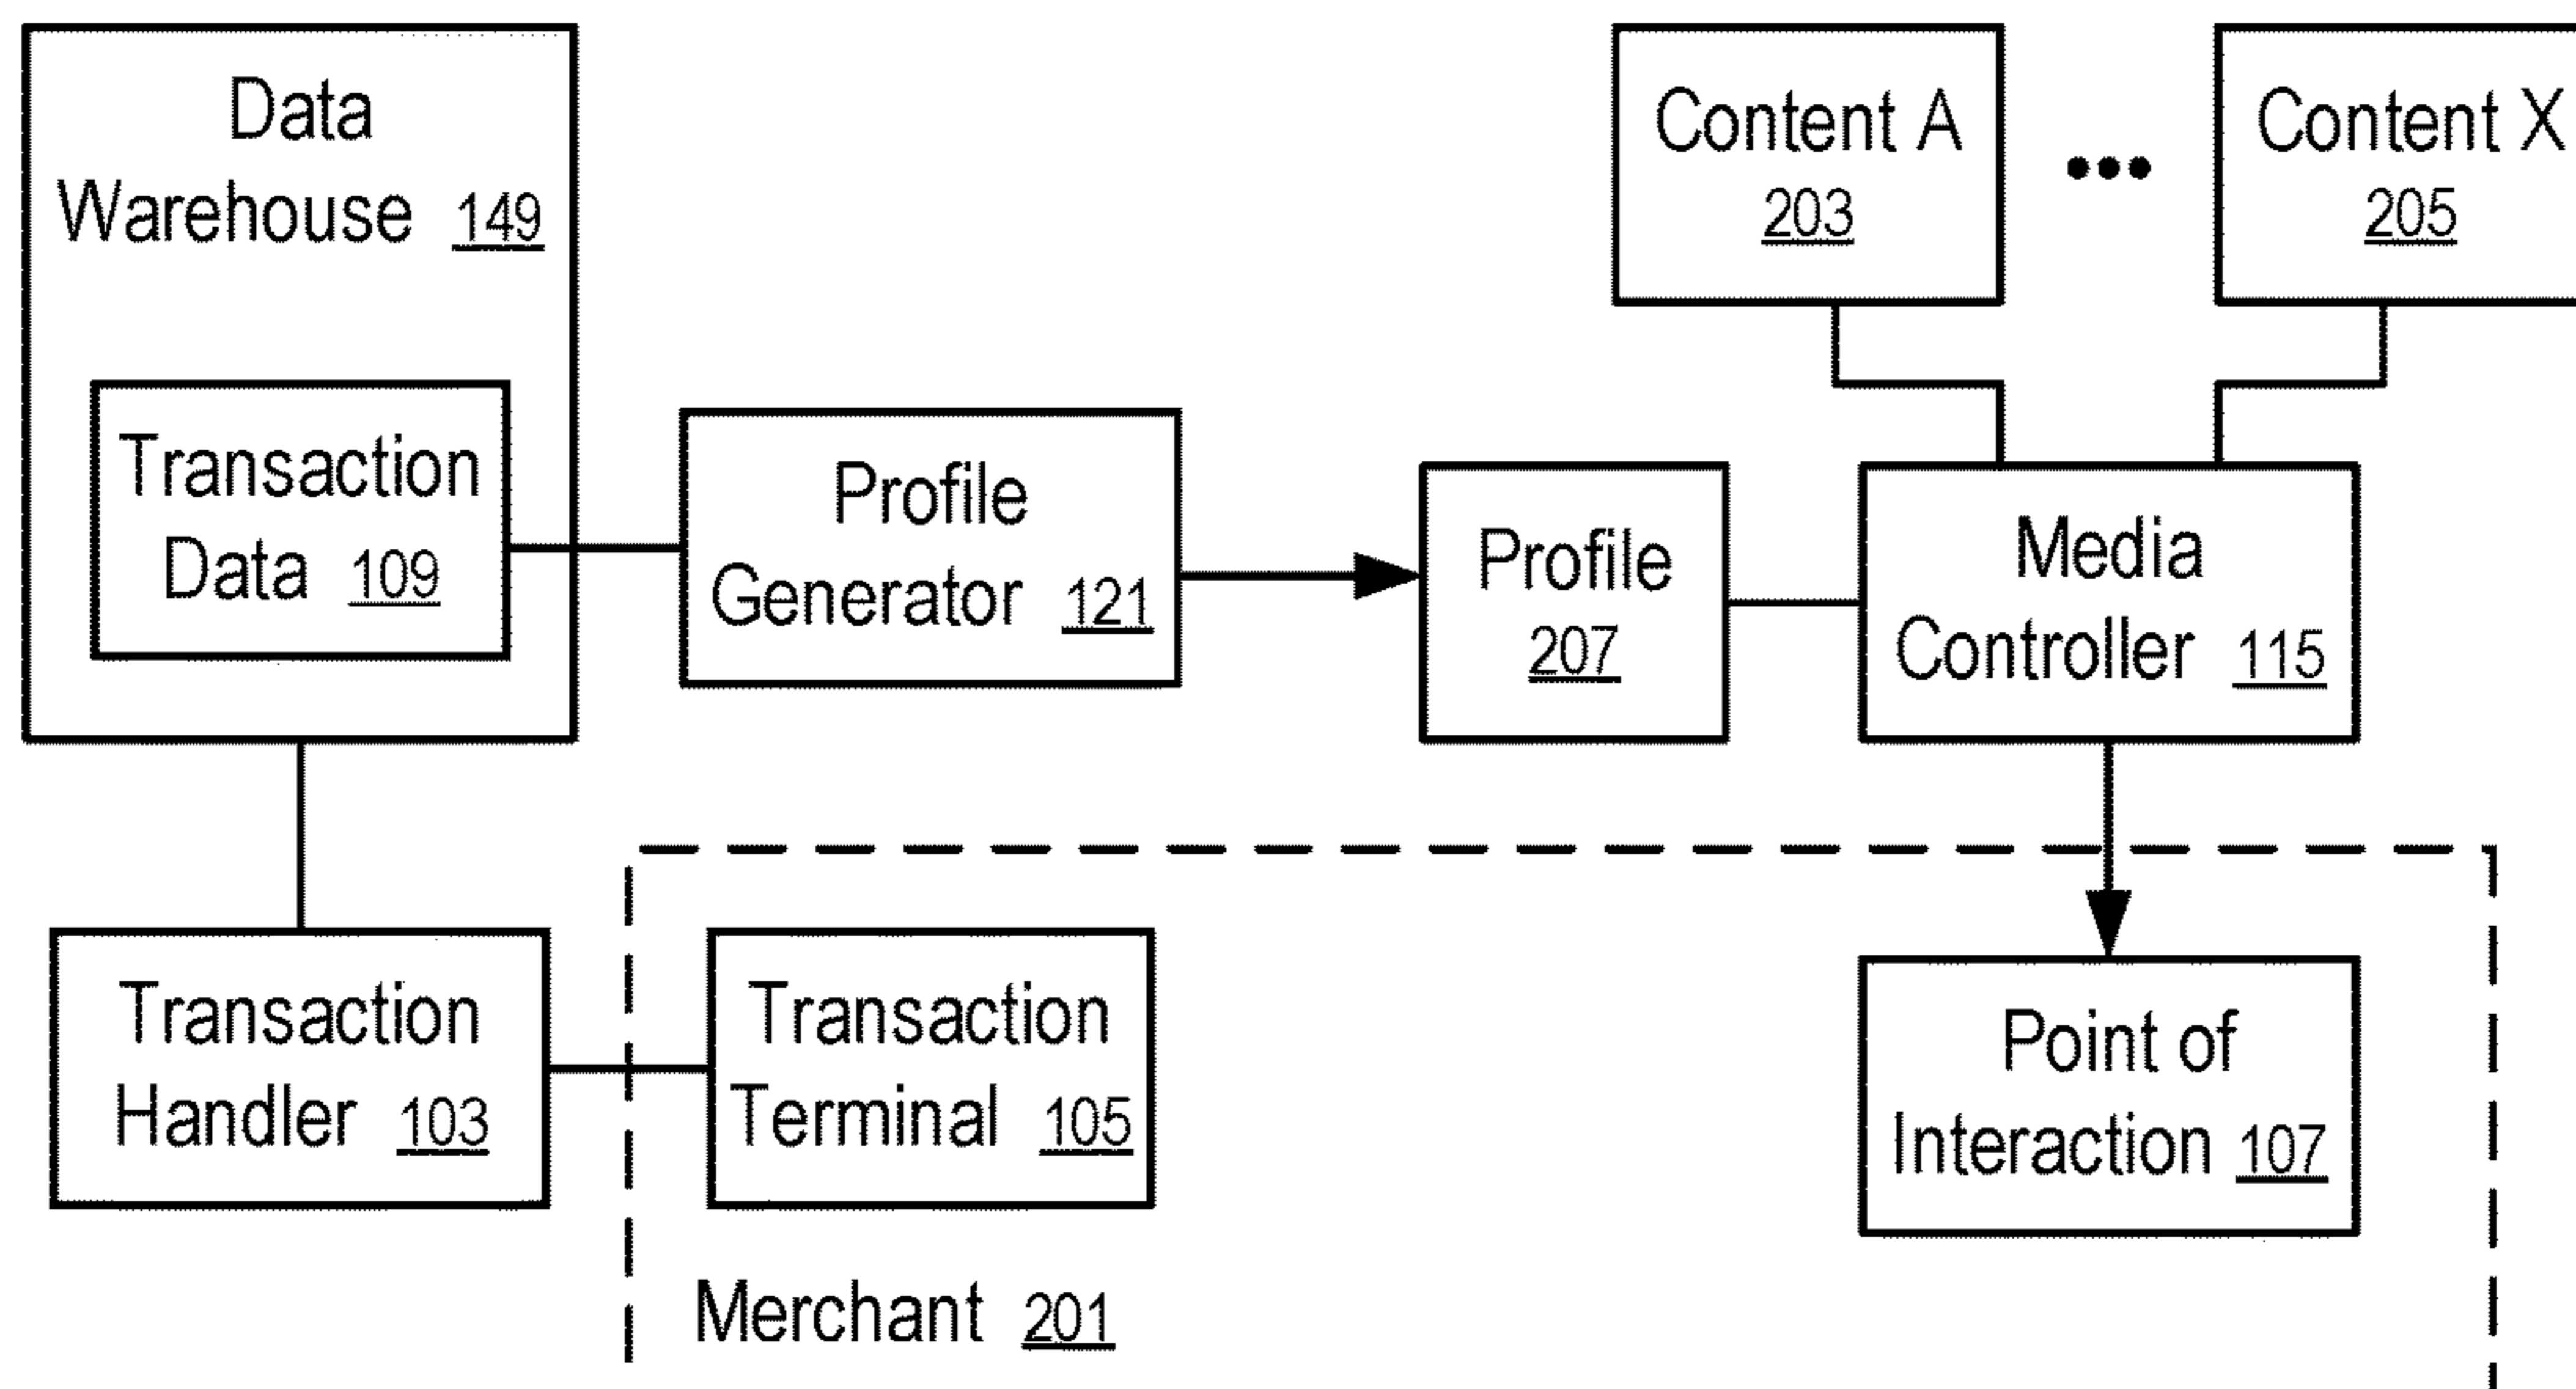 Data
Warehouse 149
Content A
203
Content X
205
Transaction
Data 109
Profile
Generator 121
Profile
207
Media
Controller 115
Transaction
Handler 103
Transaction
Terminal 105
Point of
Interaction 107
Merchant 201